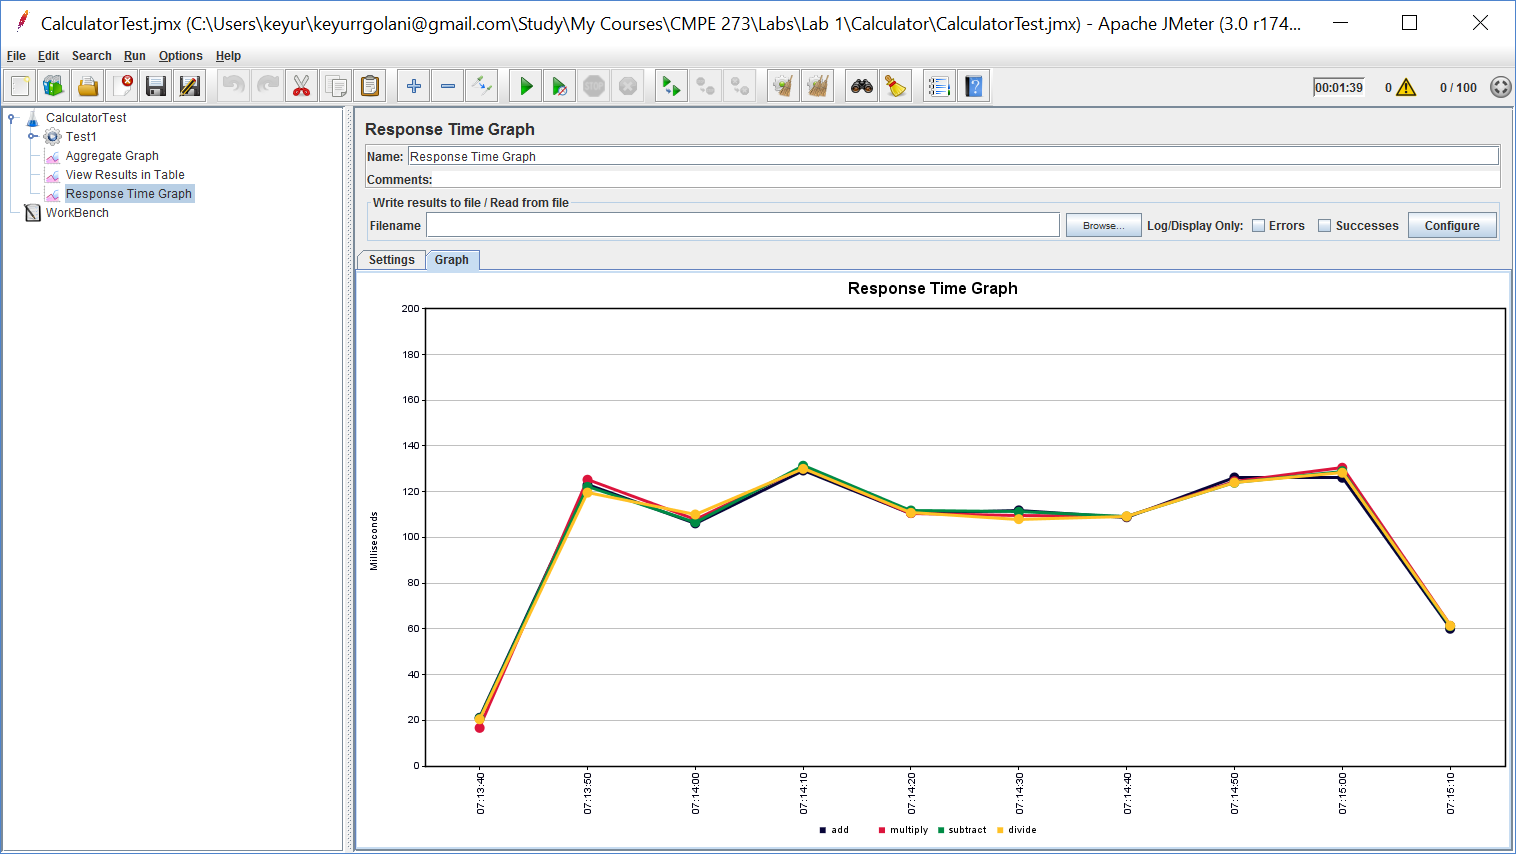 CalculatorTest.jmx (C:\Users\keyur\keyurrgolani@gmail.com\Study\My Courses\CMPE 273\Labs\Lab 1\Calculator\CalculatorTest.jmx) - Apache JMeter (3.0 r174...
File Edit Search Run Options Help
STOP
00:01:39 0 0 / 100
CalculatorTest
Test1
Aggregate Graph
View Results in Table
Response Time Graph
WorkBench
Response Time Graph
Name: Response Time Graph
Comments:
Write results to file / Read from file
Filename Browse... Log/Display Only: Errors Successes Configure
Settings Graph
Response Time Graph
200
180
160
140
120
100
80
60
40
20
0
Milliseconds
07:13:40 07:13:50 07:14:00 07:14:10 07:14:20 07:14:30 07:14:40 07:14:50 07:15:00 07:15:10
add multiply subtract divide